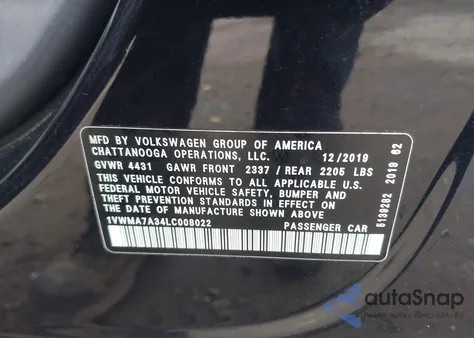 MFD BY VOLKSWAGEN GROUP OF AMERICA
CHATTANOOGA OPERATIONS, LLC. 12/2019
GVWR 4431 GAWR FRONT 2337 / REAR 2205 LBS
THIS VEHICLE CONFORMS TO ALL APPLICABLE U.S.
FEDERAL MOTOR VEHICLE SAFETY, BUMPER, AND
THEFT PREVENTION STANDARDS IN EFFECT ON
THE DATE OF MANUFACTURE SHOWN ABOVE.
1VWMA7A34LC008022 PASSENGER CAR
5139282 2019 62
autoSnap